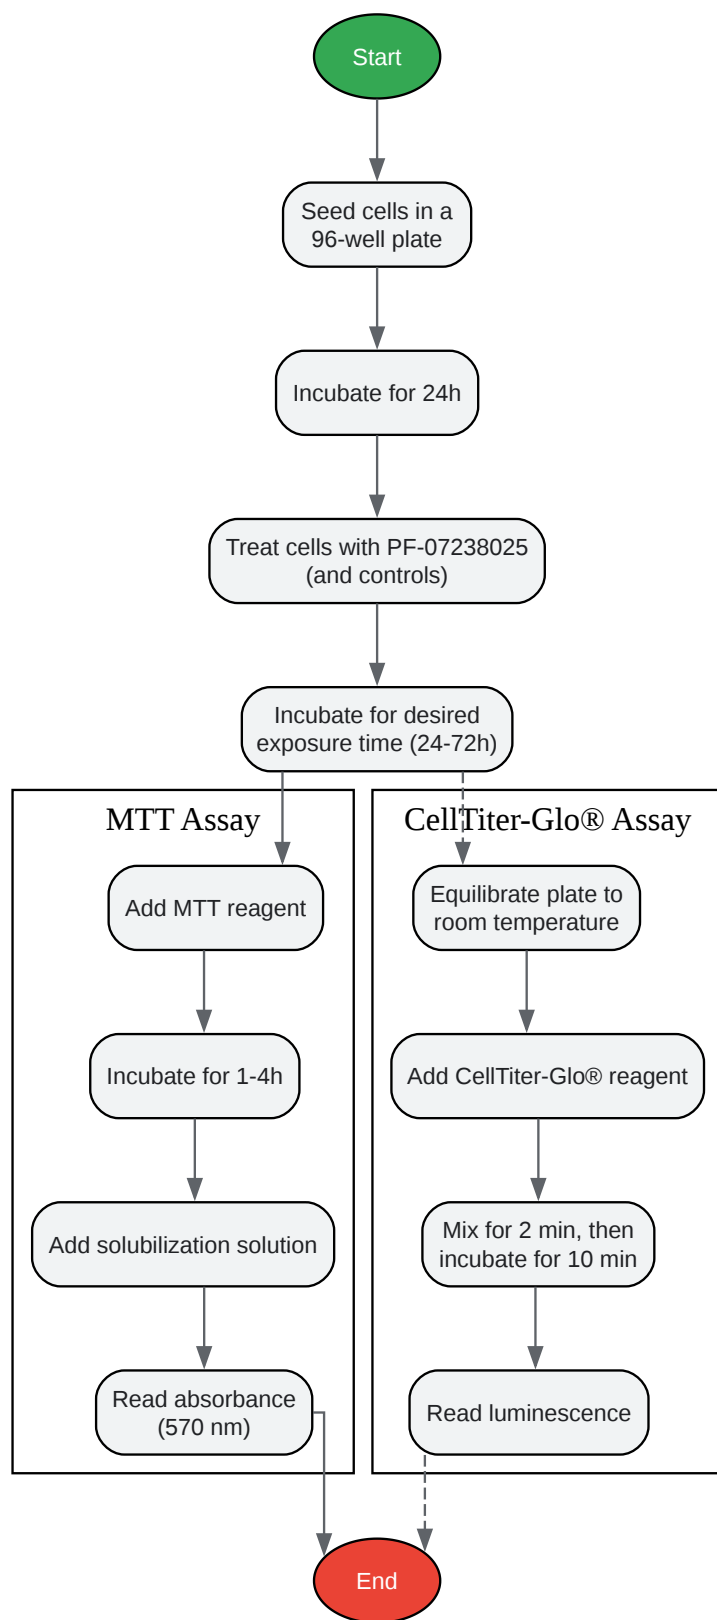 Start
Seed cells in a
96-well plate
Incubate for 24h
Treat cells with PF-07238025
(and controls)
Incubate for desired
exposure time (24-72h)
MTT Assay
Add MTT reagent
Incubate for 1-4h
Add solubilization solution
Read absorbance
(570 nm)
CellTiter-Glo® Assay
Equilibrate plate to
room temperature
Add CellTiter-Glo® reagent
Mix for 2 min, then
incubate for 10 min
Read luminescence
End